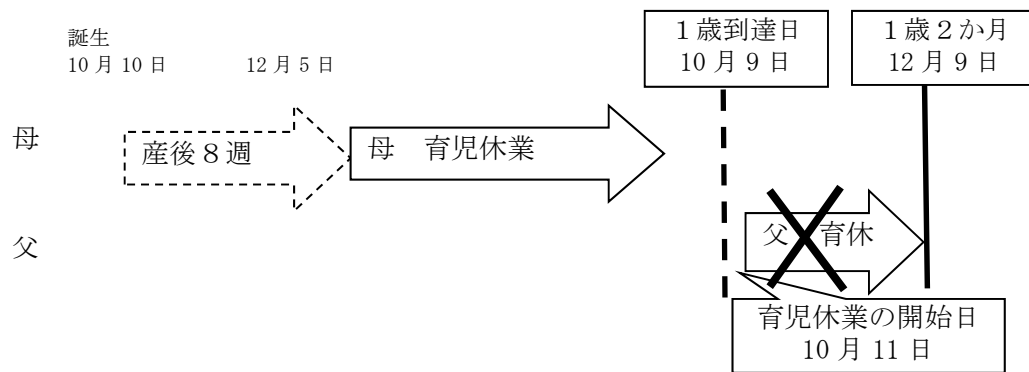 誕生
10月10日 12月5日
1歳到達日
10月9日
1歳2か月
12月9日
母
産後8週
母 育児休業
父
父 育休
育児休業の開始日
10月11日